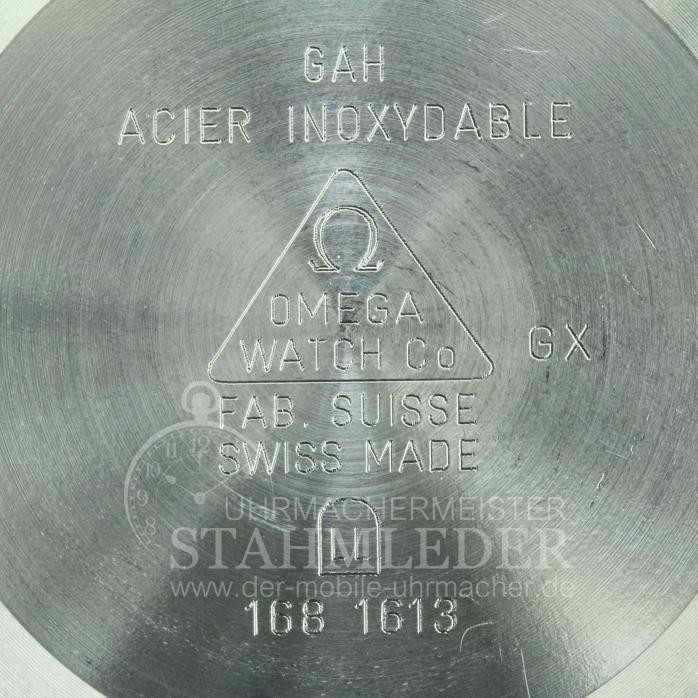 GAH
ACIER INOXYDABLE
Ω
OMEGA
WATCH Co
GX
FAB. SUISSE
SWISS MADE
UHRMACHERMEISTER
STAHMLEDER
www.der-mobile-uhrmacher.de
168 1613